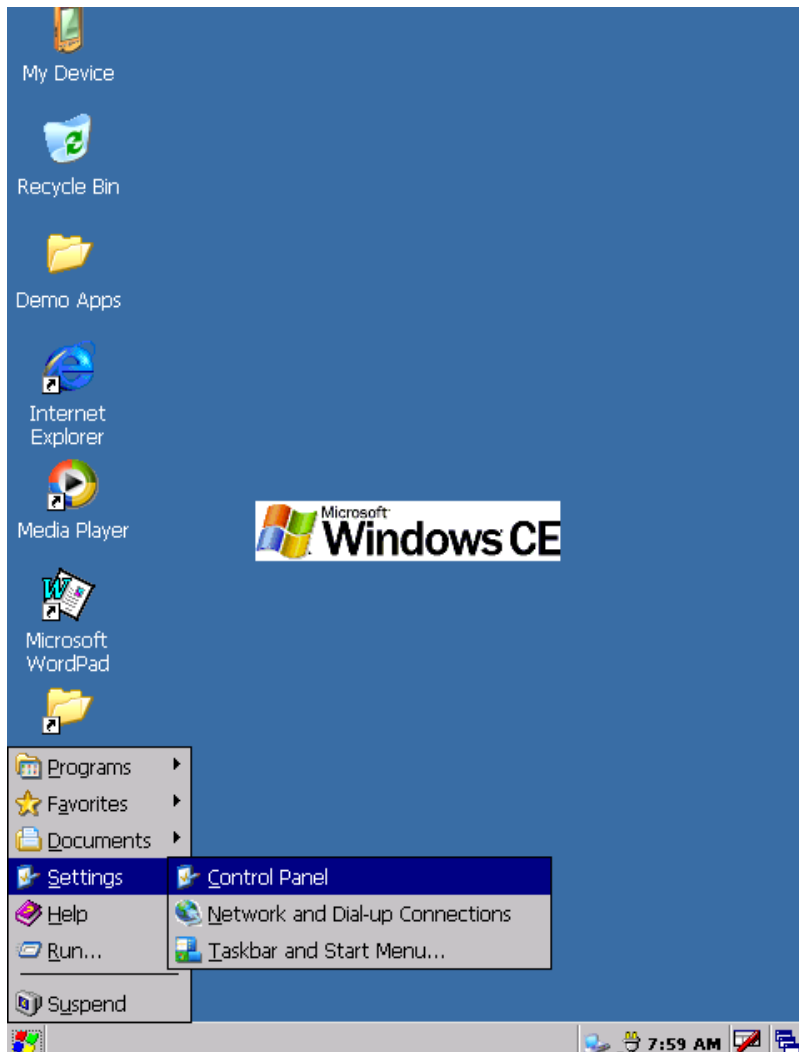 My Device
Recycle Bin
Demo Apps
Internet
Explorer
Media Player
Microsoft
WordPad
Microsoft
Windows CE
Programs
Favorites
Documents
Settings
Help
Run...
Suspend
Control Panel
Network and Dial-up Connections
Taskbar and Start Menu...
7:59 AM